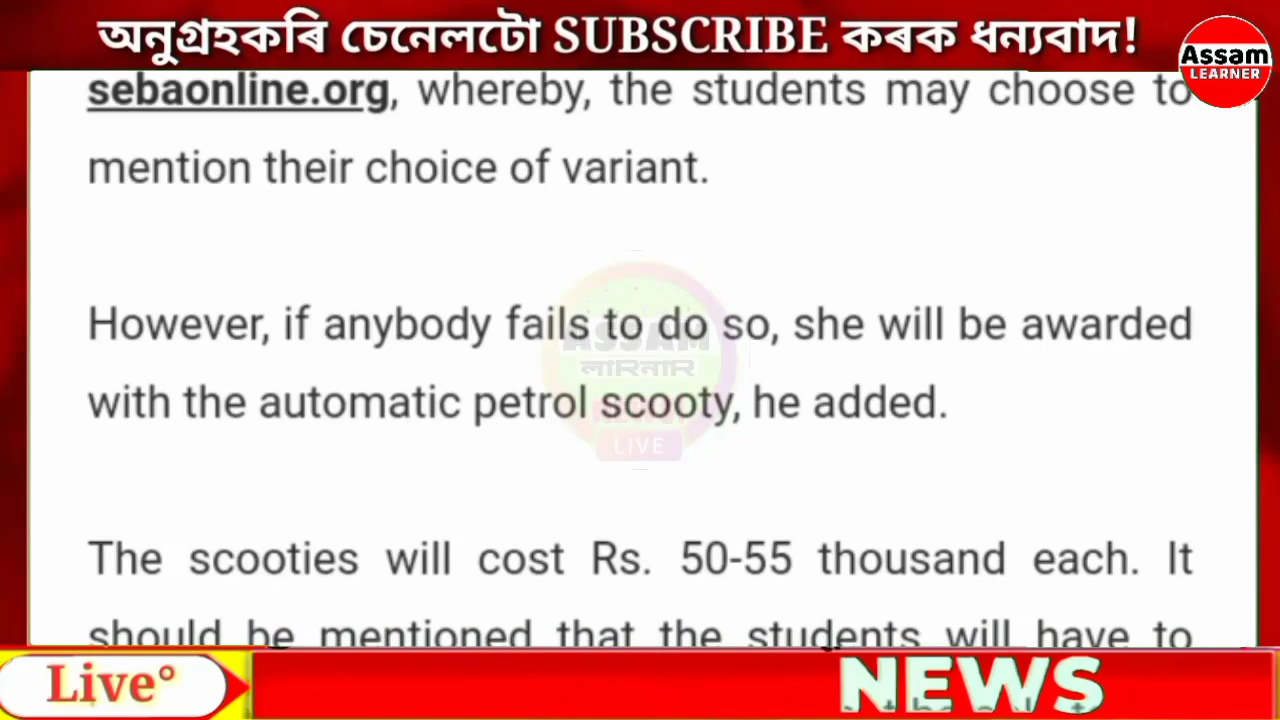 অনুগ্ৰহকৰি চেনেলটো SUBSCRIBE কৰক ধন্যবাদ!
Assam
LEARNER
sebaonline.org, whereby, the students may choose to
mention their choice of variant.
However, if anybody fails to do so, she will be awarded
with the automatic petrol scooty, he added.
ASSAM
লাৰ্নাৰ
LIVE
The scooties will cost Rs. 50-55 thousand each. It
should be mentioned that the students will have to
Live°
NEWS